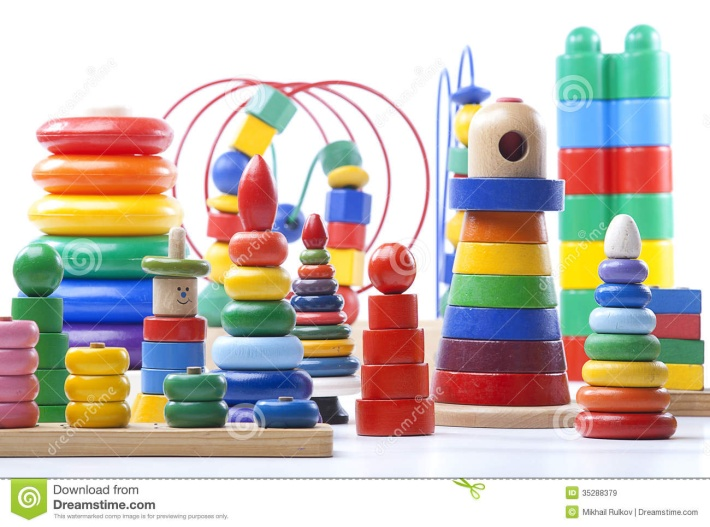 dreamstime
Download from
Dreamstime.com
This watermarked comp image is for previewing purposes only.
ID 35288379
© Mikhail Rulkov | Dreamstime.com